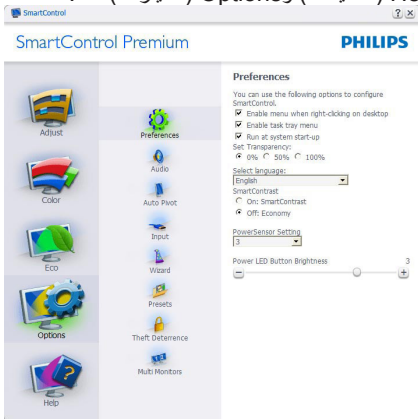 SmartControl
SmartControl Premium
PHILIPS
Adjust
Color
Eco
Options
Help
Preferences
Audio
Auto Pivot
Input
Wizard
Presets
Theft Deterrence
Multi Monitors
Preferences
You can use the following options to configure
SmartControl.
Enable menu when right-clicking on desktop
Enable task tray menu
Run at system start-up
Set Transparency:
0% 50% 100%
Select language:
English
SmartContrast
On: SmartContrast
Off: Economy
PowerSensor Setting
3
Power LED Button Brightness 3